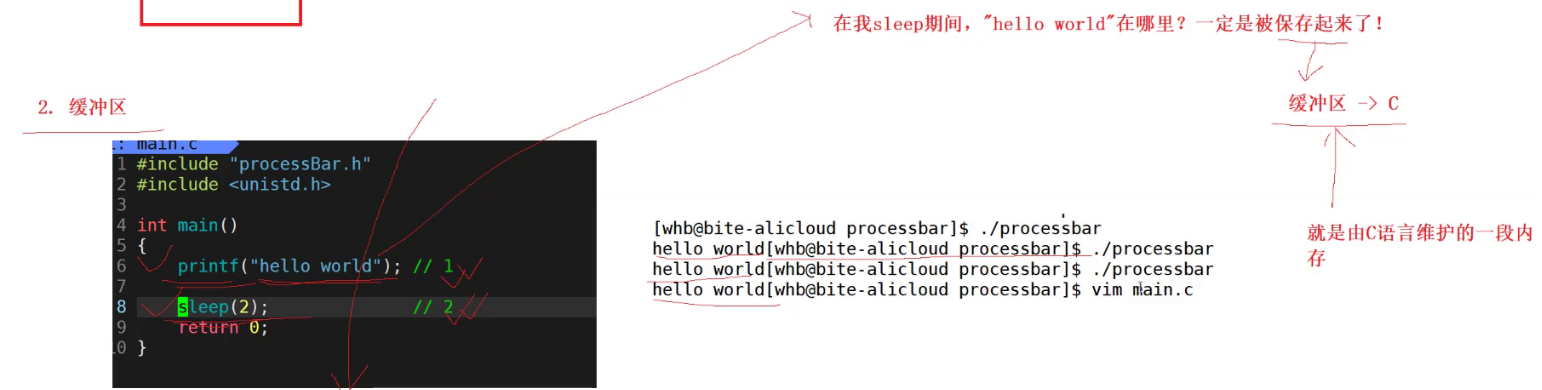 在我sleep期间，"hello world"在哪里？一定是被保存起来了！
2. 缓冲区
缓冲区 -> C
main.c
1 #include "processBar.h"
2 #include <unistd.h>
3
4 int main()
5 {
6 printf("hello world"); // 1
7
8 sleep(2); // 2
9 return 0;
10 }
[whb@bite-alicloud processbar]$ ./processbar
hello world[whb@bite-alicloud processbar]$ ./processbar
hello world[whb@bite-alicloud processbar]$ ./processbar
hello world[whb@bite-alicloud processbar]$ vim main.c
就是由C语言维护的一段内
存